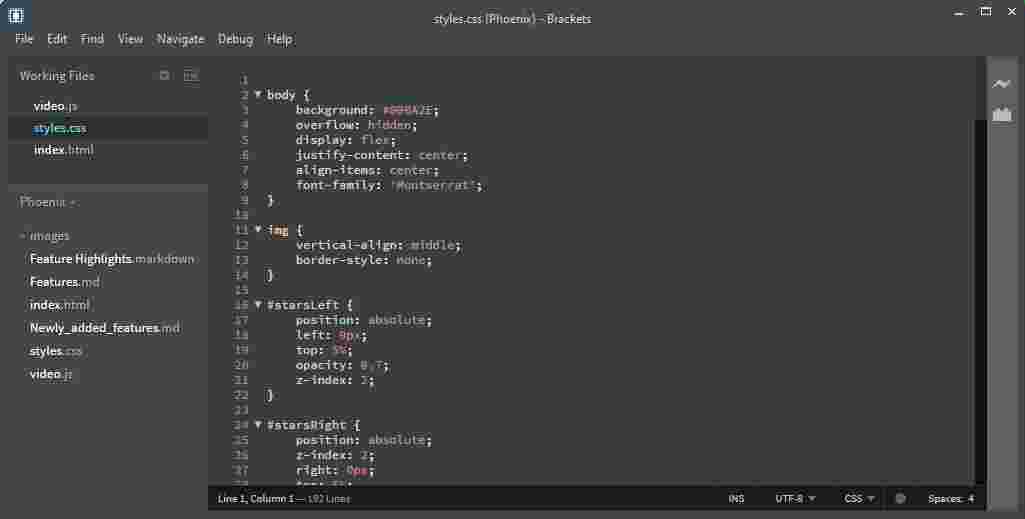 styles.css (Phoenix) - Brackets
File Edit Find View Navigate Debug Help
Working Files
video.js
styles.css
index.html
Phoenix
images
Feature Highlights.markdown
Features.md
index.html
Newly_added_features.md
styles.css
video.js
1
2 body {
3 background: #000A2E;
4 overflow: hidden;
5 display: flex;
6 justify-content: center;
7 align-items: center;
8 font-family: 'Montserrat';
9 }
10
11 img {
12 vertical-align: middle;
13 border-style: none;
14 }
15
16 #starsLeft {
17 position: absolute;
18 left: 0px;
19 top: 5%;
20 opacity: 0.7;
21 z-index: 2;
22 }
23
24 #starsRight {
25 position: absolute;
26 z-index: 2;
27 right: 0px;
Line 1, Column 1 — 192 Lines INS UTF-8 CSS Spaces: 4